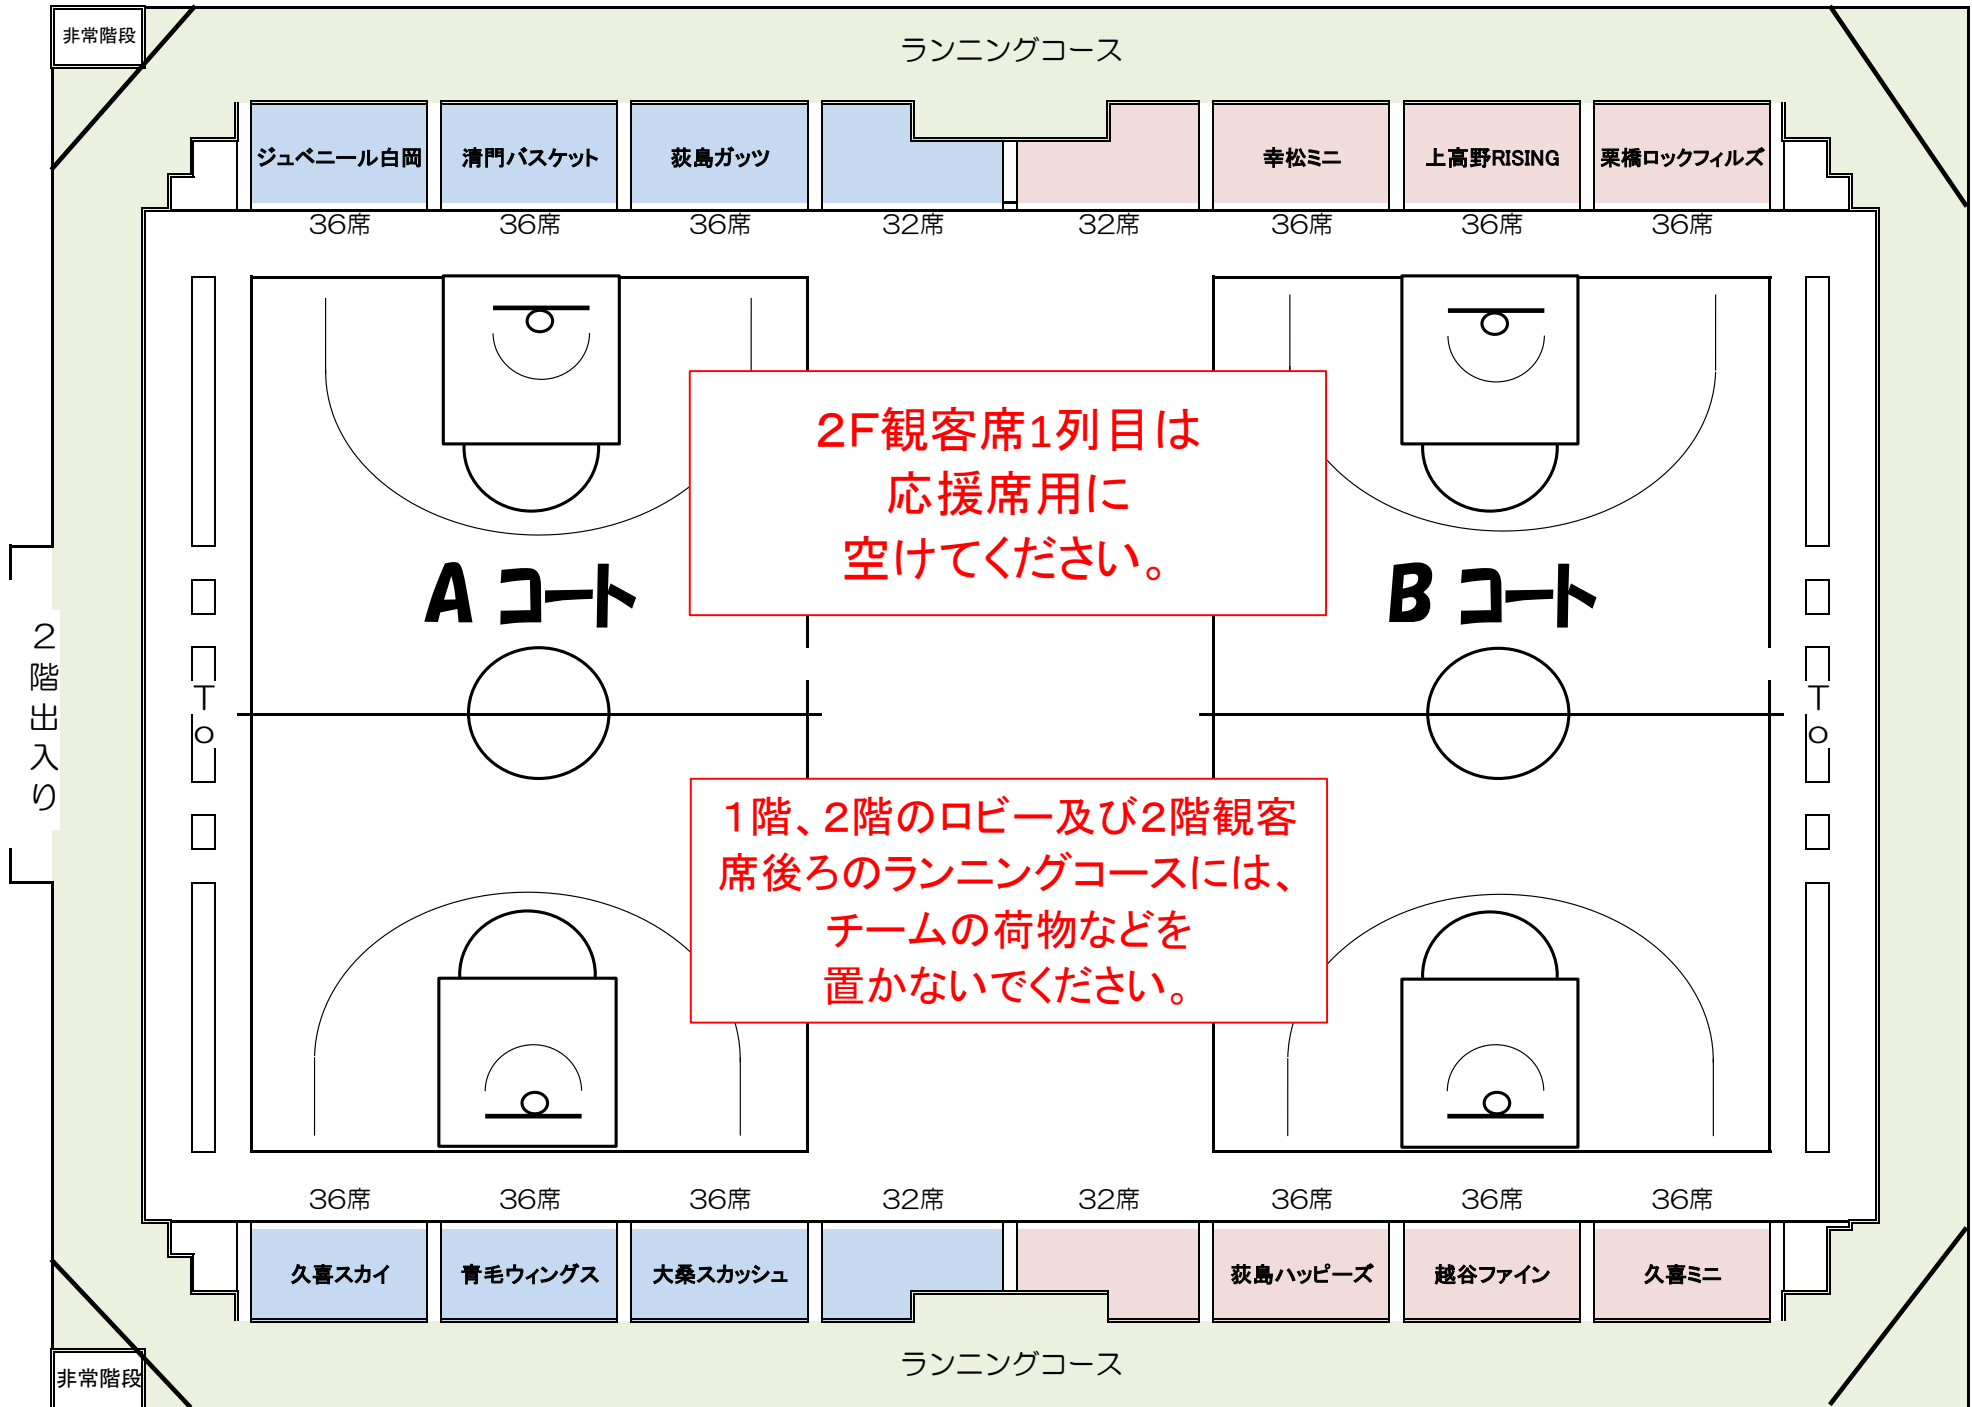 非常階段
ランニングコース
ジュベニール白岡
清門バスケット
荻島ガッツ
幸松ミニ
上高野RISING
栗橋ロックフィルズ
36席
36席
36席
32席
32席
36席
36席
36席
2F観客席1列目は
応援席用に
空けてください。
A コート
B コート
2階出入り
To
To
1階、2階のロビー及び2階観客
席後ろのランニングコースには、
チームの荷物などを
置かないでください。
36席
36席
36席
32席
32席
36席
36席
36席
久喜スカイ
青毛ウィングス
大桑スカッシュ
荻島ハッピーズ
越谷ファイン
久喜ミニ
ランニングコース
非常階段